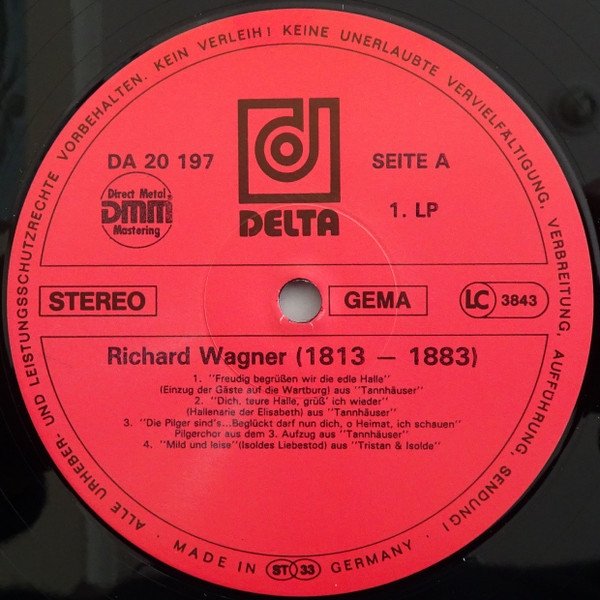 ALLE URHEBER- UND LEISTUNGSSCHUTZRECHTE VORBEHALTEN. KEIN VERLEIH! KEINE UNERLAUBTE VERVIELFÄLTIGUNG, VERBREITUNG, AUFFÜHRUNG, SENDUNG!
DA 20 197
SEITE A
Direct Metal
DMM
Mastering
DELTA
1. LP
STEREO
GEMA
LC 3843
Richard Wagner (1813 — 1883)
1. "Freudig begrüßen wir die edle Halle"
(Einzug der Gäste auf die Wartburg) aus "Tannhäuser"
2. "Dich, teure Halle, grüß' ich wieder"
(Hallenarie der Elisabeth) aus "Tannhäuser"
3. "Die Pilger sind's...Beglückt darf nun dich, o Heimat, ich schauen"
Pilgerchor aus dem 3. Aufzug aus "Tannhäuser"
4. "Mild und leise"(Isoldes Liebestod) aus "Tristan & Isolde"
MADE IN ST 33 GERMANY